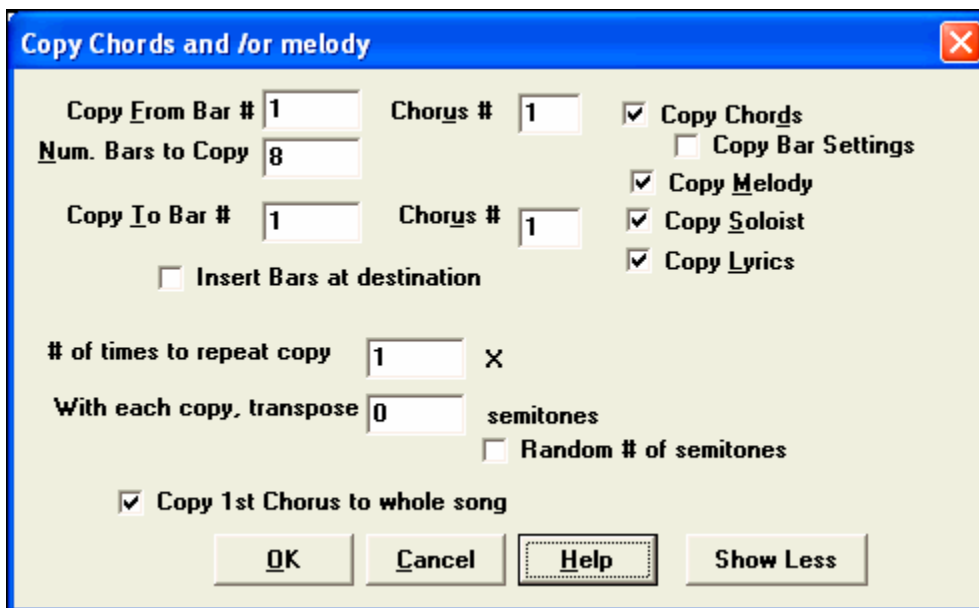 Copy Chords and /or melody
Copy From Bar # 1 Chorus # 1 Copy Chords
Copy Bar Settings
Num. Bars to Copy 8
Copy Melody
Copy To Bar # 1 Chorus # 1 Copy Soloist
Copy Lyrics
Insert Bars at destination
# of times to repeat copy 1 X
With each copy, transpose 0 semitones
Random # of semitones
Copy 1st Chorus to whole song
OK Cancel Help Show Less